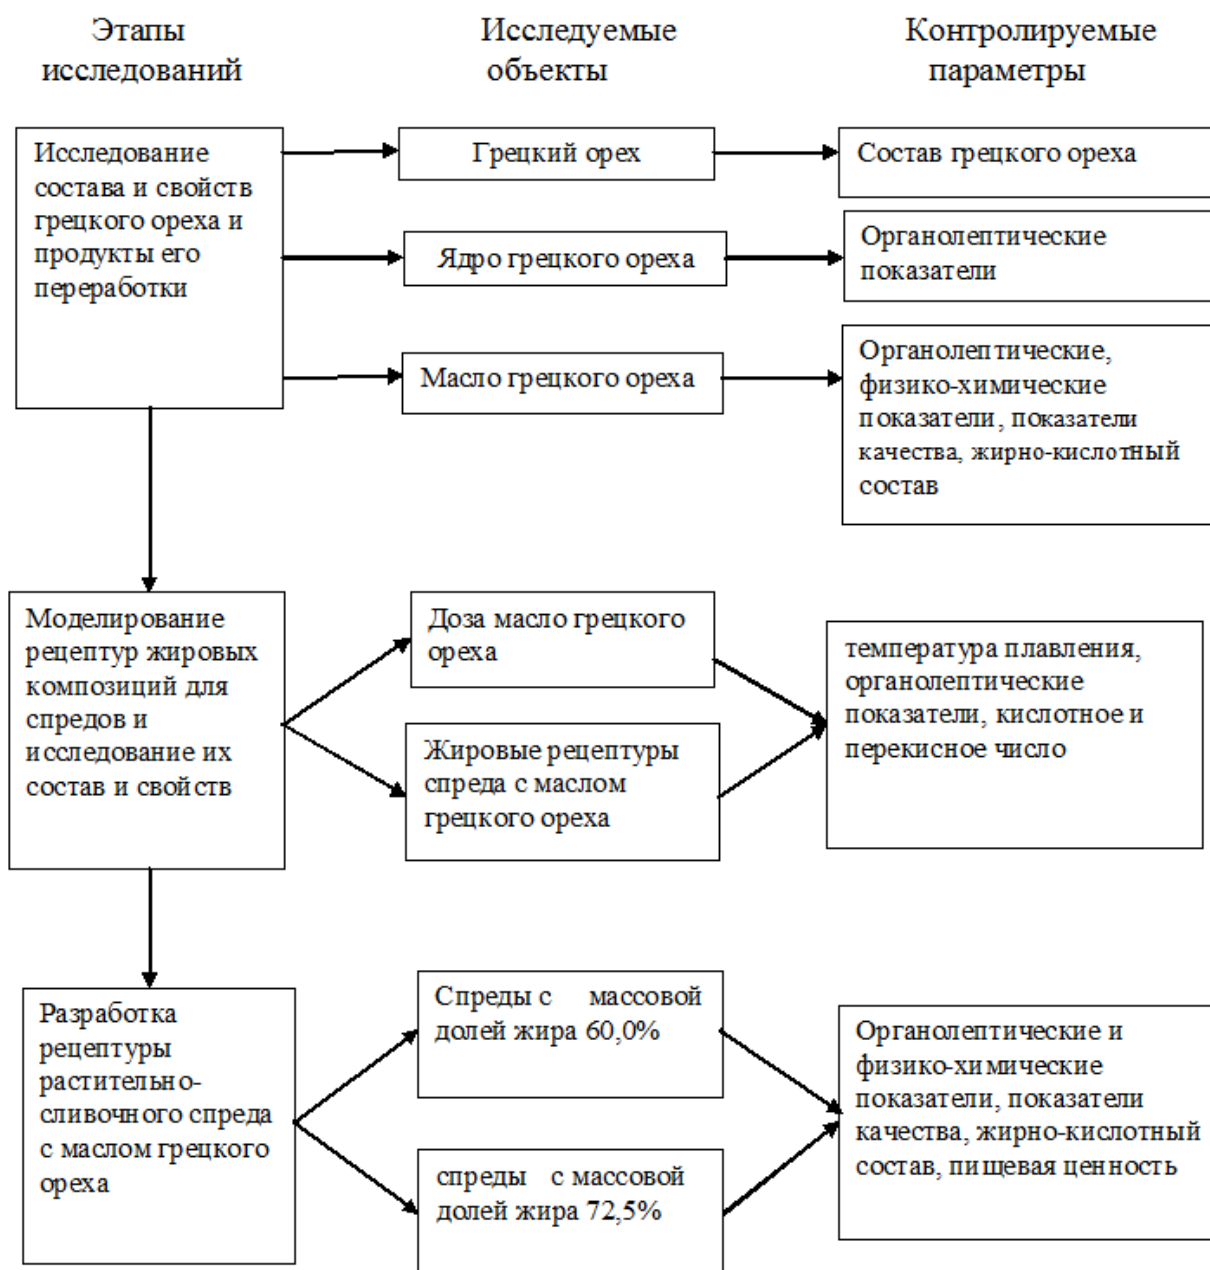 Этапы
исследований
Исследуемые
объекты
Контролируемые
параметры
Исследование
состава и свойств
грецкого ореха и
продукты его
переработки
Грецкий орех
Состав грецкого ореха
Ядро грецкого ореха
Органолептические
показатели
Масло грецкого ореха
Органолептические,
физико-химические
показатели, показатели
качества, жирно-кислотный
состав
Моделирование
рецептур жировых
композиций для
спредов и
исследование их
состав и свойств
Доза масло грецкого
ореха
Жировые рецептуры
спреда с маслом
грецкого ореха
температура плавления,
органолептические
показатели, кислотное и
перекисное число
Разработка
рецептуры
растительно-
сливочного спреда
с маслом грецкого
ореха
Спреды с массовой
долей жира 60,0%
спреды с массовой
долей жира 72,5%
Органолептические и
физико-химические
показатели, показатели
качества, жирно-кислотный
состав, пищевая ценность